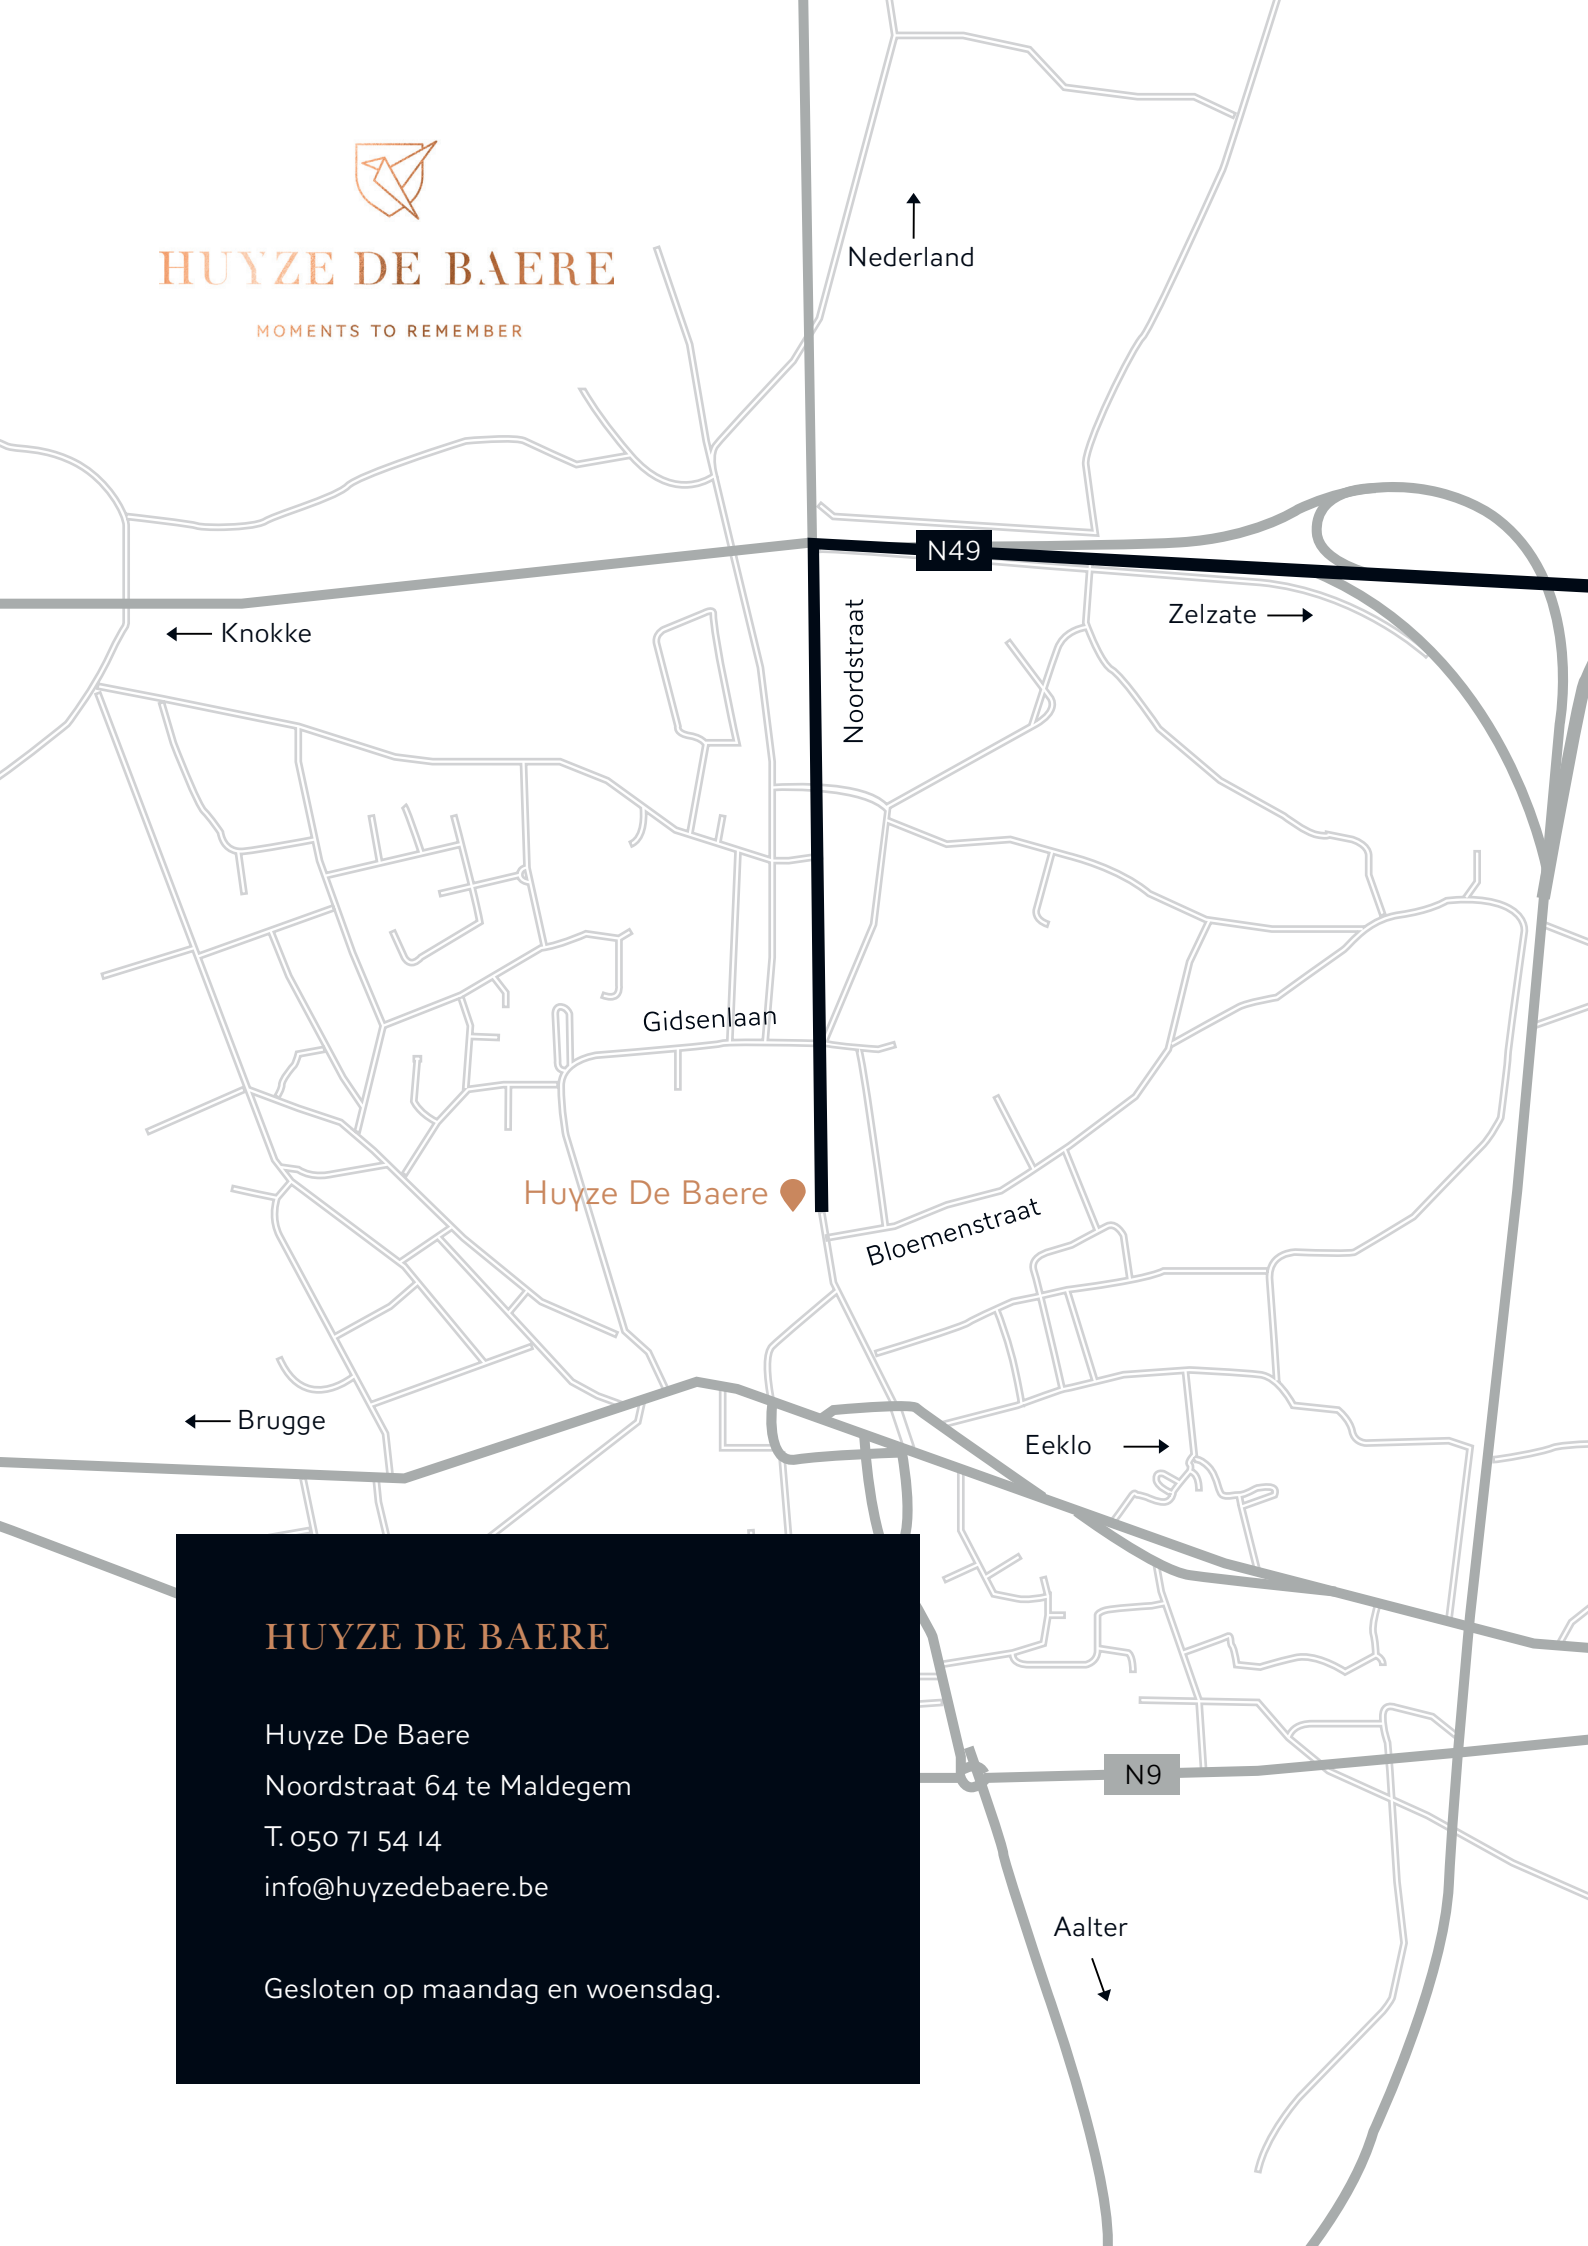 HUYZE DE BAERE
MOMENTS TO REMEMBER
Nederland
N49
Knokke
Zelzate
Noordstraat
Gidsenlaan
Huyze De Baere
Bloemenstraat
Brugge
Eeklo
HUYZE DE BAERE
Huyze De Baere
Noordstraat 64 te Maldegem
T. 050 71 54 14
info@huyzedebaere.be
Gesloten op maandag en woensdag.
N9
Aalter